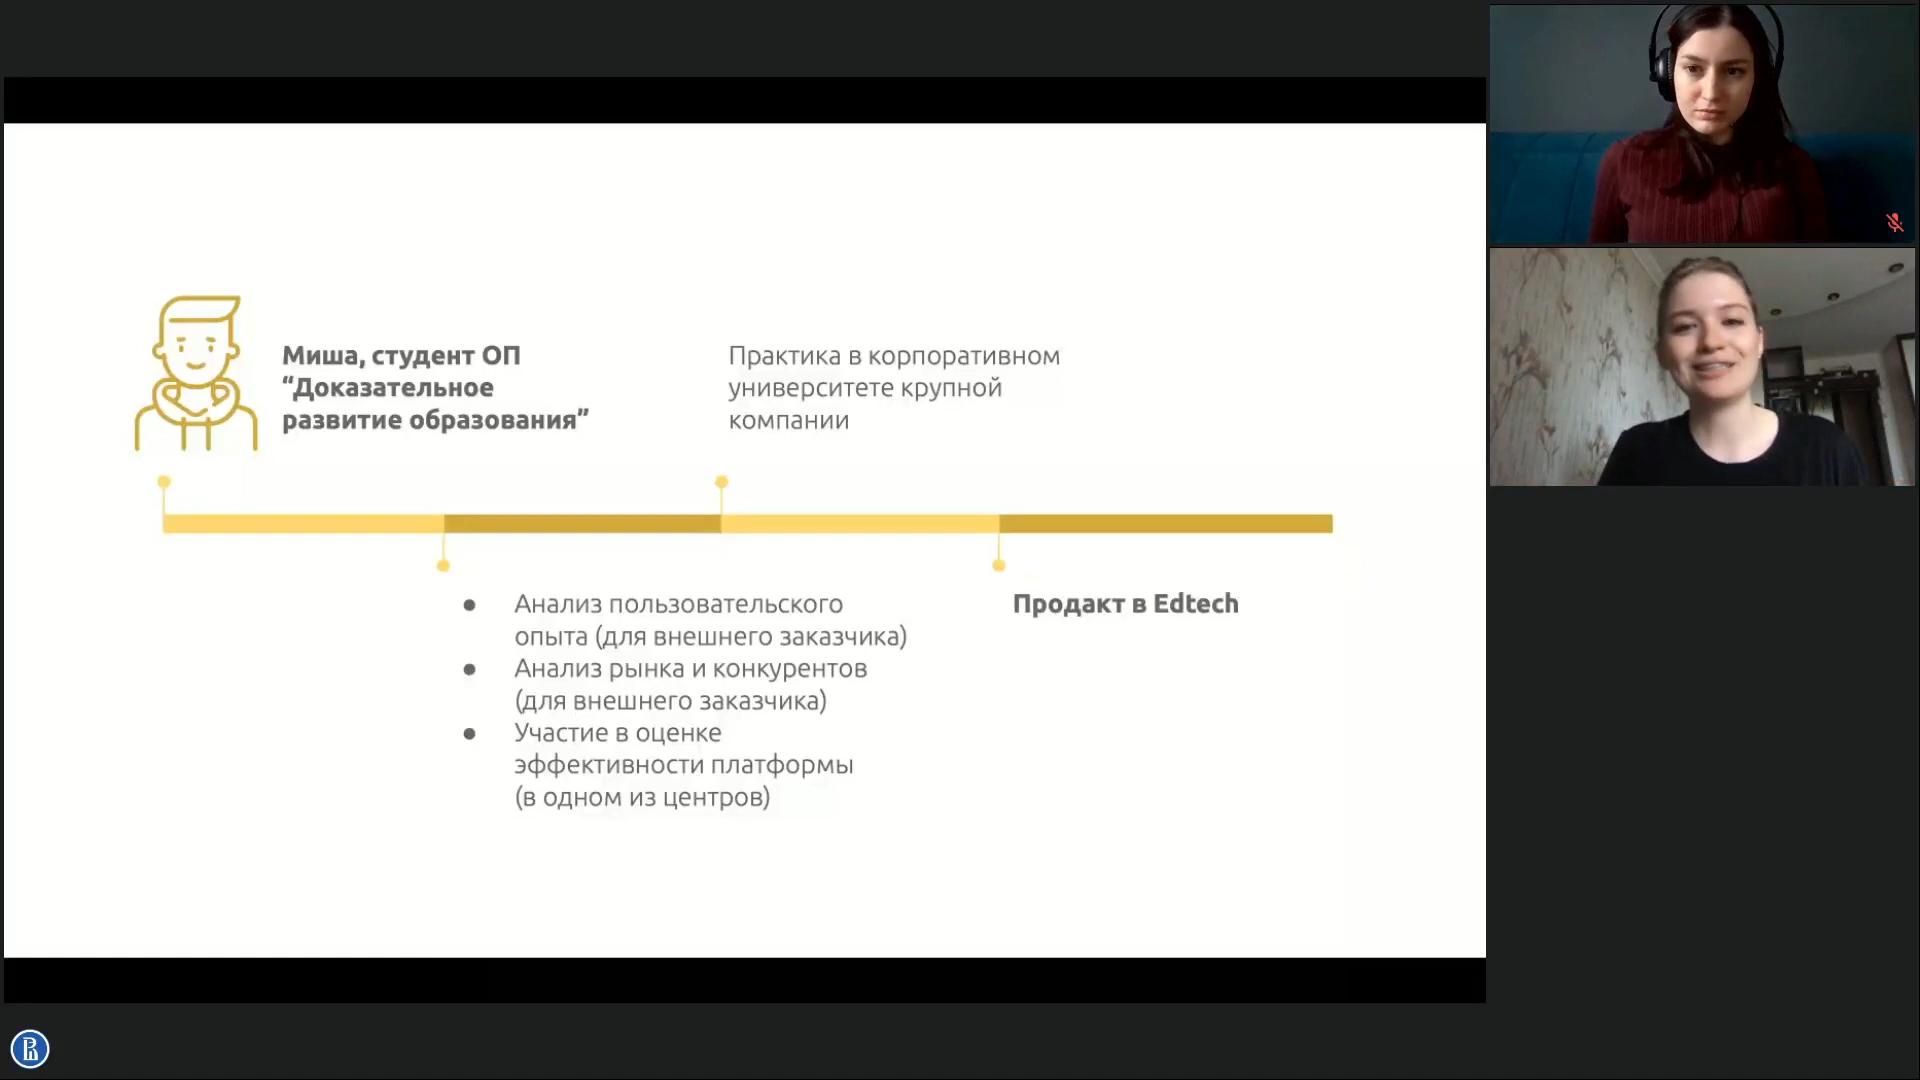 Миша, студент ОП
“Доказательное
развитие образования”
Практика в корпоративном
университете крупной
компании
● Анализ пользовательского
опыта (для внешнего заказчика)
● Анализ рынка и конкурентов
(для внешнего заказчика)
● Участие в оценке
эффективности платформы
(в одном из центров)
Продакт в Edtech